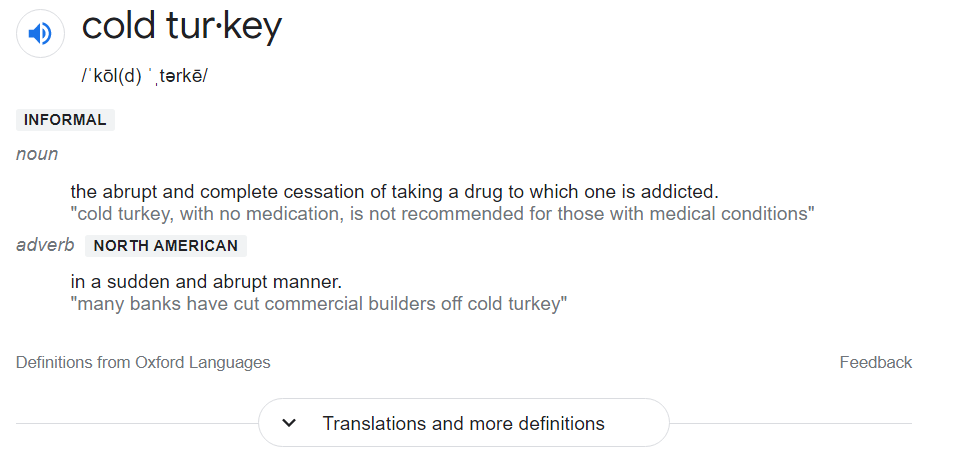 cold tur·key
/ˈkōl(d) ˈˌtərkē/
INFORMAL
noun
the abrupt and complete cessation of taking a drug to which one is addicted.
"cold turkey, with no medication, is not recommended for those with medical conditions"
adverb NORTH AMERICAN
in a sudden and abrupt manner.
"many banks have cut commercial builders off cold turkey"
Definitions from Oxford Languages Feedback
Translations and more definitions